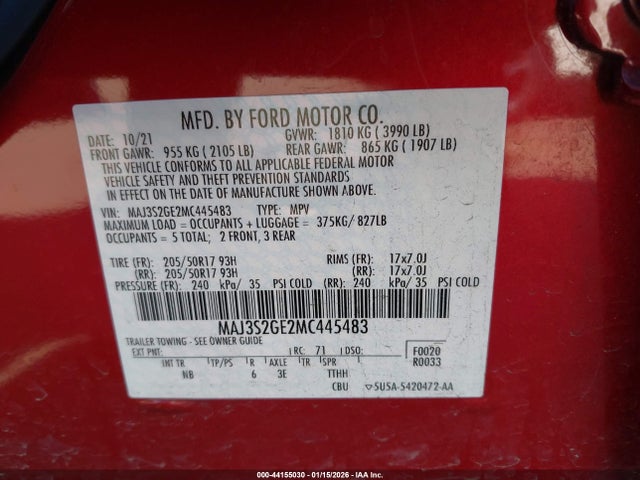 MFD. BY FORD MOTOR CO.
DATE: 10/21 GVWR: 1810 KG ( 3990 LB)
FRONT GAWR: 955 KG ( 2105 LB) REAR GAWR: 865 KG ( 1907 LB)
THIS VEHICLE CONFORMS TO ALL APPLICABLE FEDERAL MOTOR
VEHICLE SAFETY AND THEFT PREVENTION STANDARDS
IN EFFECT ON THE DATE OF MANUFACTURE SHOWN ABOVE.
VIN: MAJ3S2GE2MC445483 TYPE: MPV
MAXIMUM LOAD = OCCUPANTS + LUGGAGE = 375KG/ 827LB
OCCUPANTS = 5 TOTAL; 2 FRONT, 3 REAR
TIRE (FR): 205/50R17 93H RIMS (FR): 17x7.0J
(RR): 205/50R17 93H (RR): 17x7.0J
PRESSURE (FR): 240 kPa/ 35 PSI COLD (RR): 240 kPa/ 35 PSI COLD
MAJ3S2GE2MC445483
TRAILER TOWING - SEE OWNER GUIDE
EXT PNT: RC: 71 DSO: F0020
R0033
INT TR TP/PS R AXLE TR SPR
NB 6 3E TTHH
CBU 5U5A-5420472-AA
000-44155030 - 01/15/2026 - IAA Inc.